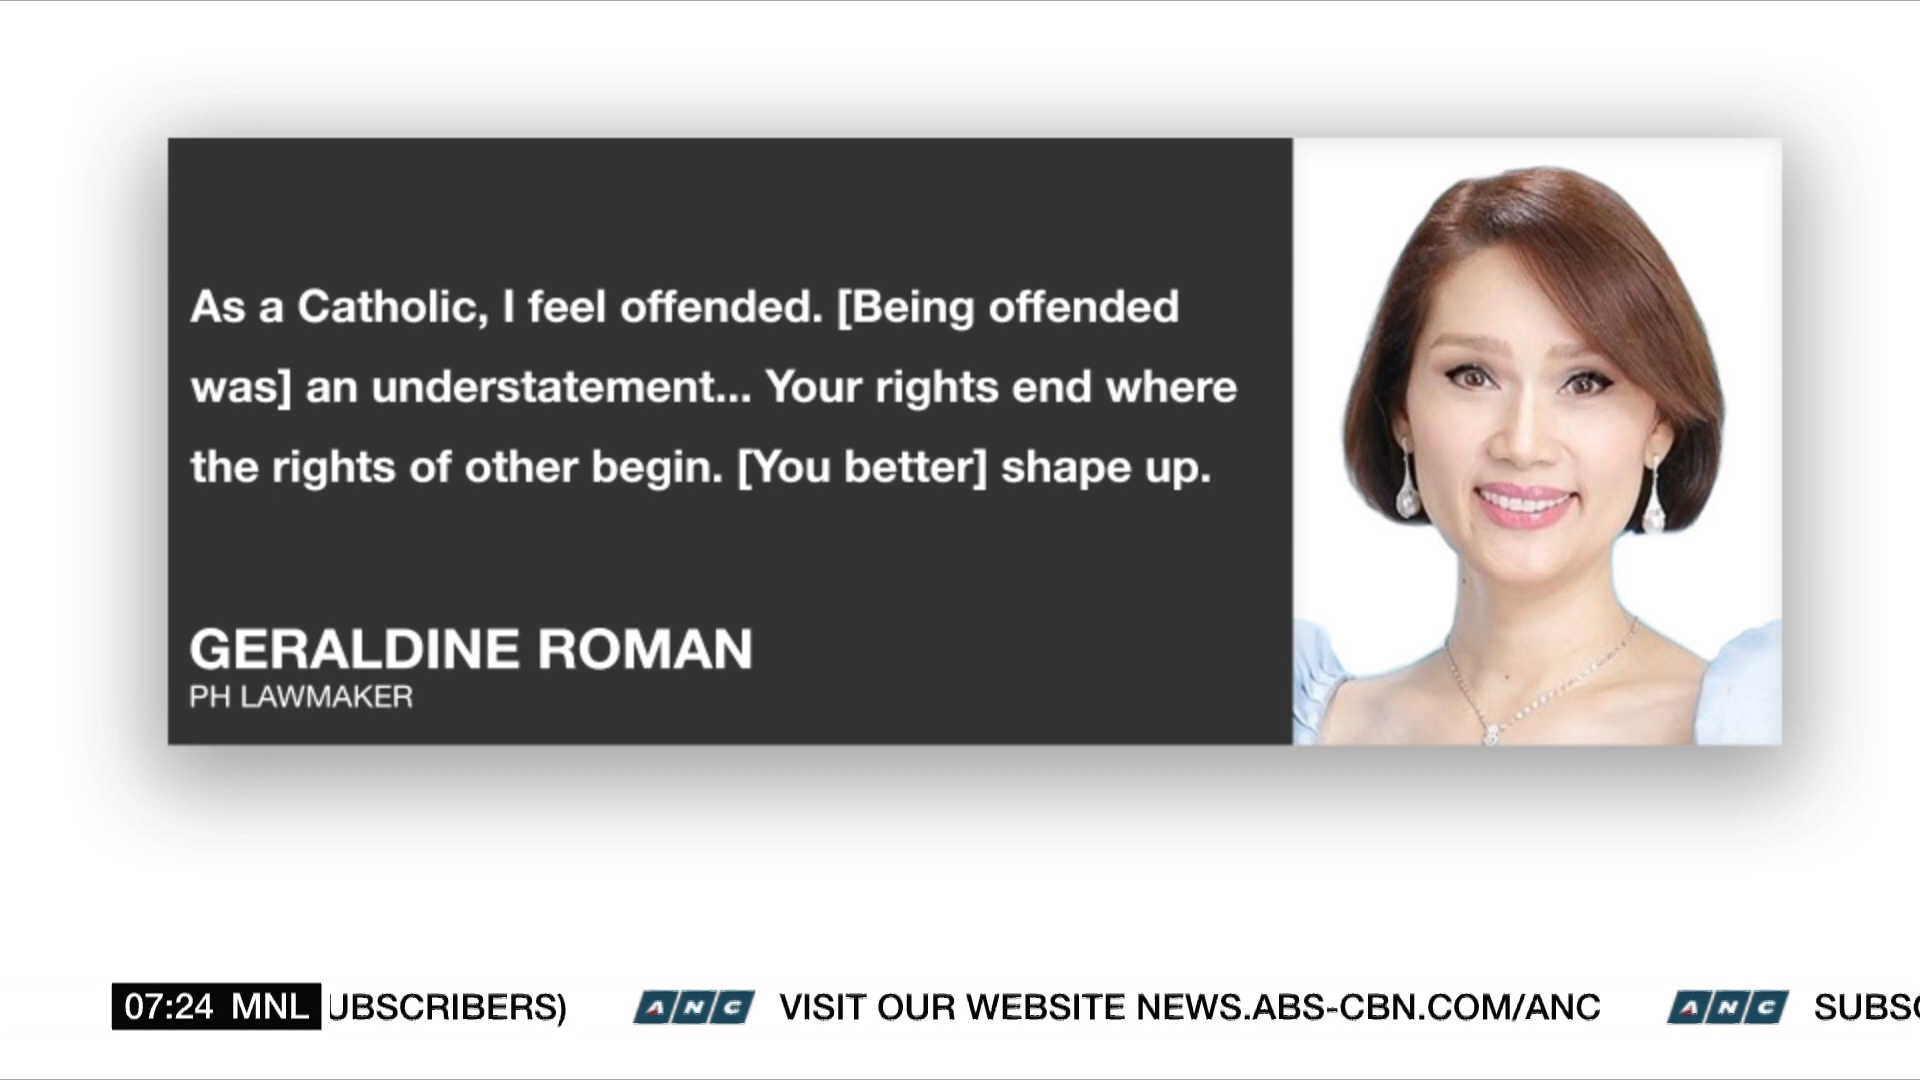 As a Catholic, I feel offended. [Being offended
was] an understatement... Your rights end where
the rights of other begin. [You better] shape up.
GERALDINE ROMAN
PH LAWMAKER
07:24 MNL UBSCRIBERS) ANC VISIT OUR WEBSITE NEWS.ABS-CBN.COM/ANC ANC SUBSC